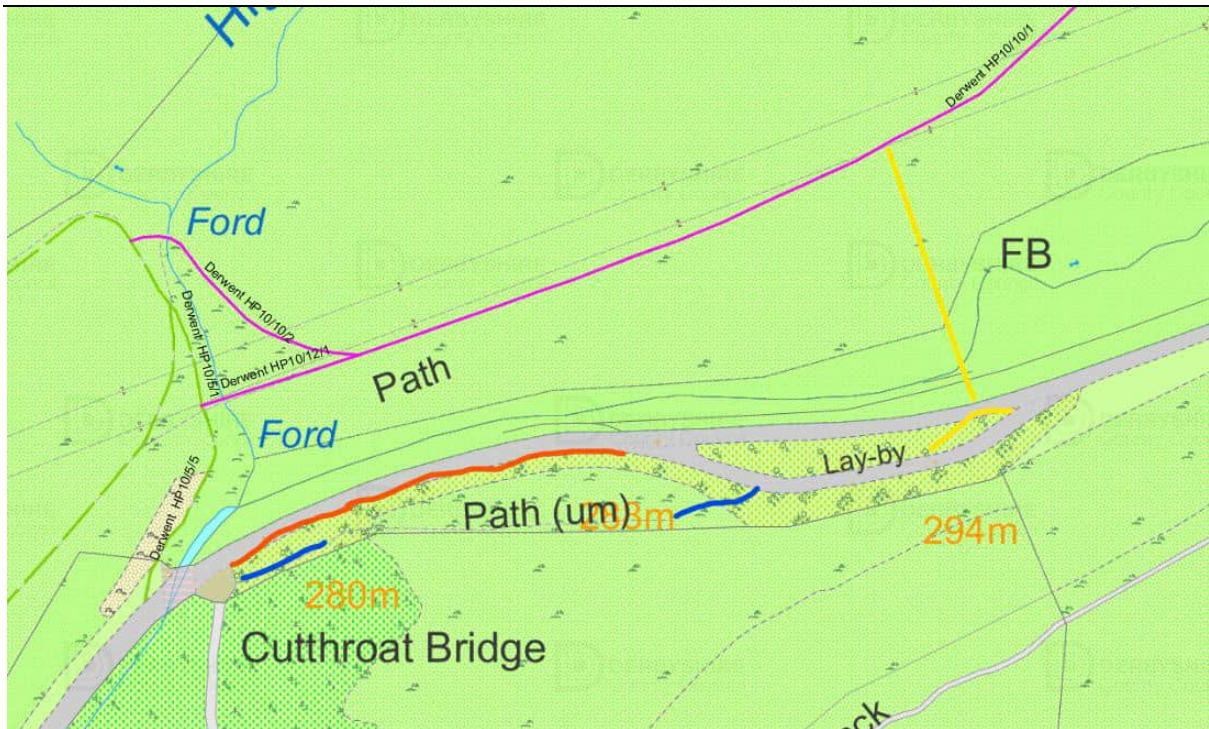 Derwent HP10/10/1
Ford
FB
Derwent HP10/10/2
Derwent HP10/5/1
Derwent HP10/12/1
Path
Ford
Lay-by
Derwent HP10/5/5
Path (um)
294m
280m
Cutthroat Bridge